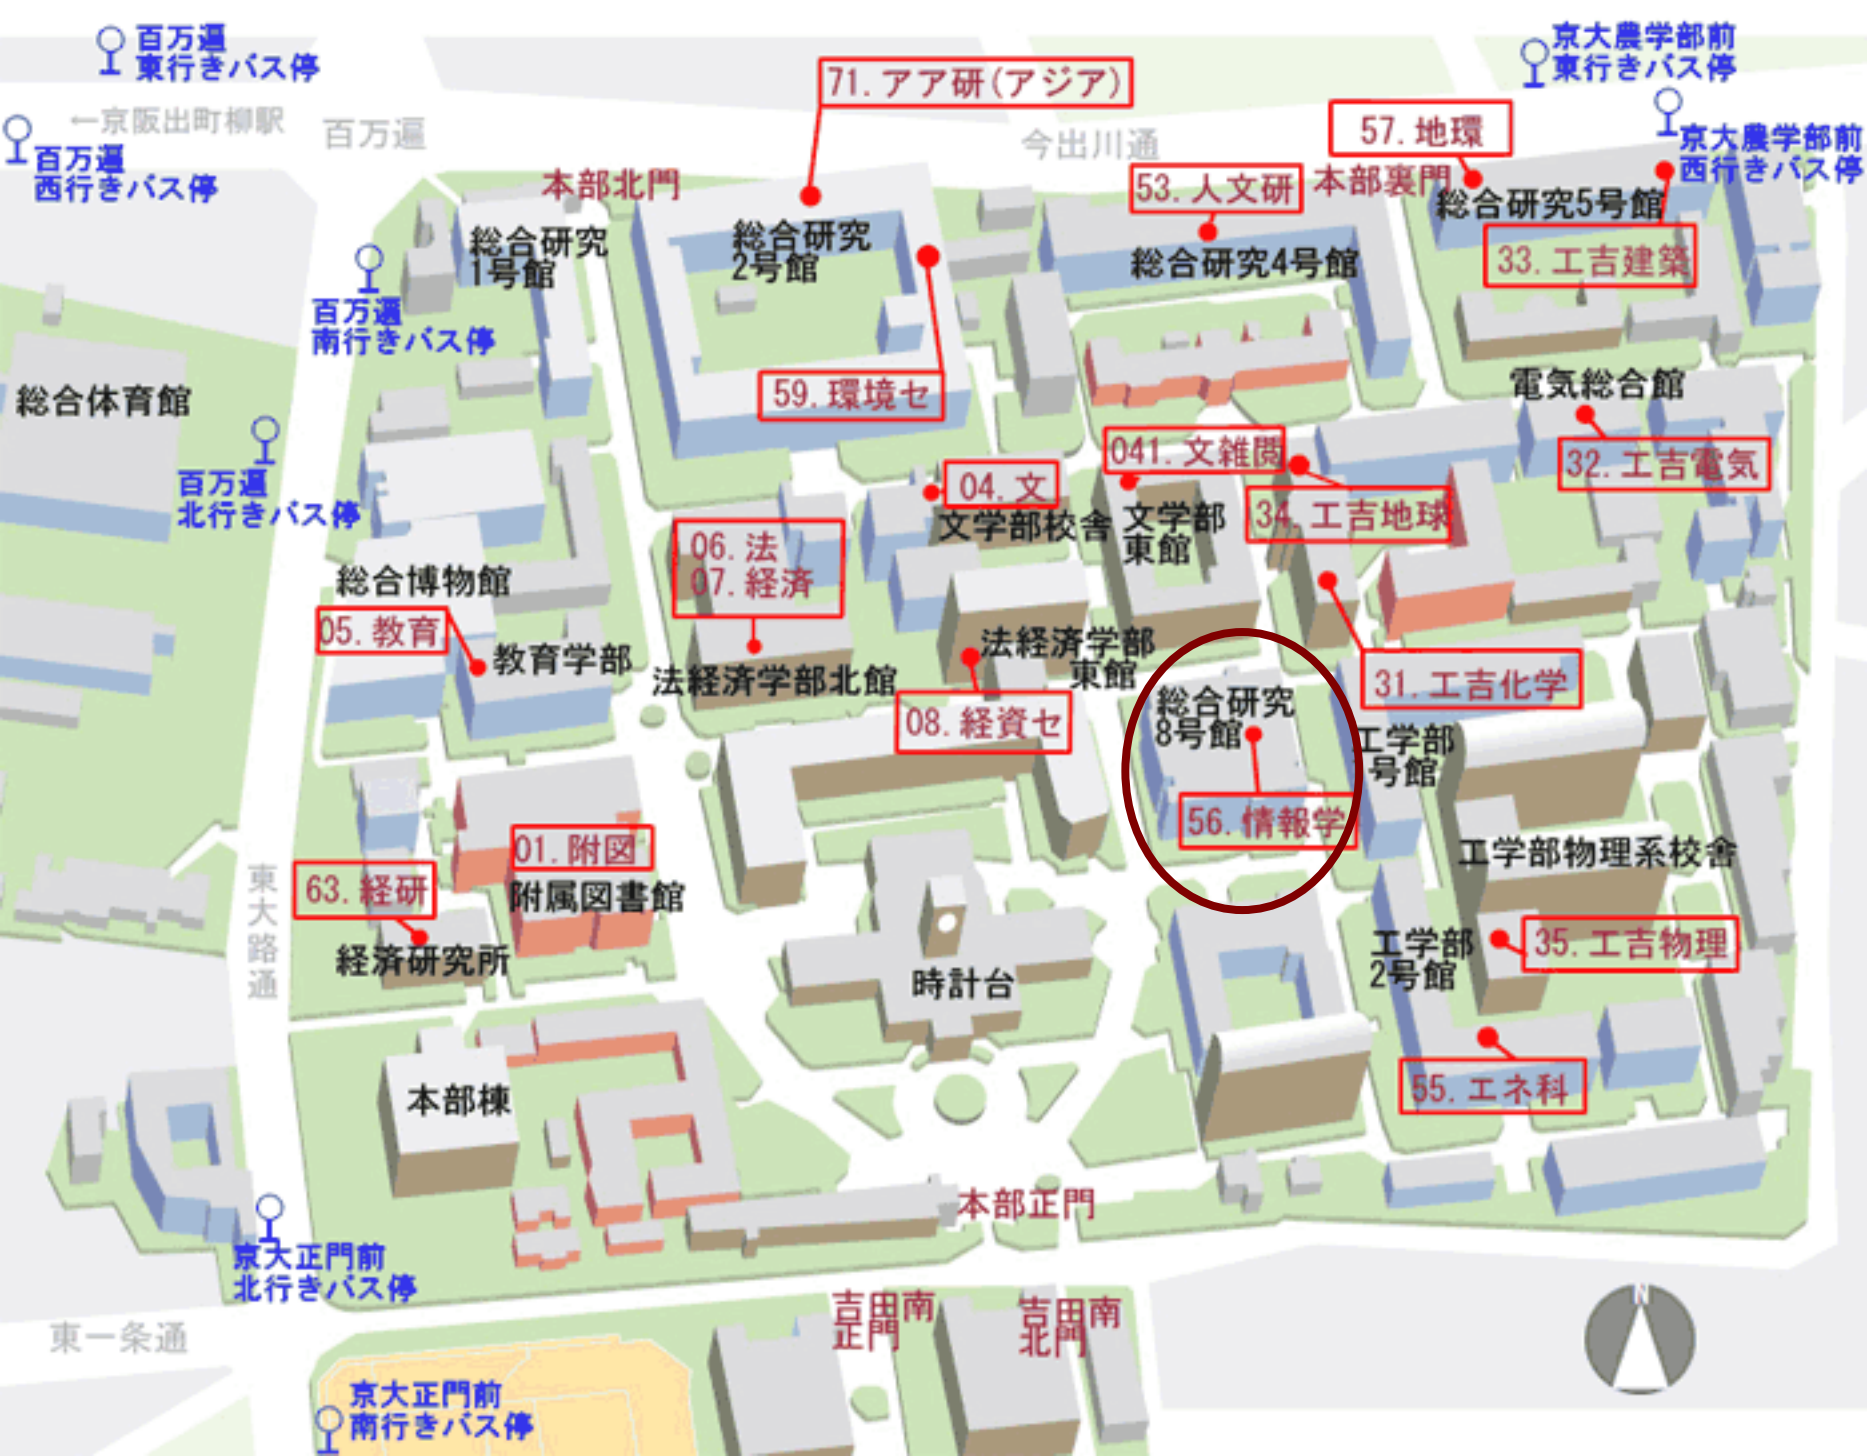 百万遍
東行きバス停
京大農学部前
東行きバス停
71.アア研(アジア)
←京阪出町柳駅
百万遍
百万遍
西行きバス停
今出川通
57.地環
京大農学部前
西行きバス停
本部北門
53.人文研
本部裏門
総合研究5号館
総合研究
1号館
総合研究
2号館
総合研究4号館
33.工吉建築
百万遍
南行きバス停
総合体育館
59.環境セ
電気総合館
百万遍
北行きバス停
041.文雑閲
32.工吉電気
04.文
文学部校舎
文学部
東館
34.工吉地球
06.法
07.経済
総合博物館
05.教育
教育学部
法経済学部北館
法経済学部
東館
08.経資セ
31.工吉化学
総合研究
8号館
56.情報学
工学部
号館
01.附図
附属図書館
63.経研
経済研究所
東大路通
工学部物理系校舎
工学部
2号館
35.工吉物理
時計台
55.エネ科
本部棟
本部正門
京大正門前
北行きバス停
吉田南
正門
吉田南
北門
東一条通
京大正門前
南行きバス停
N